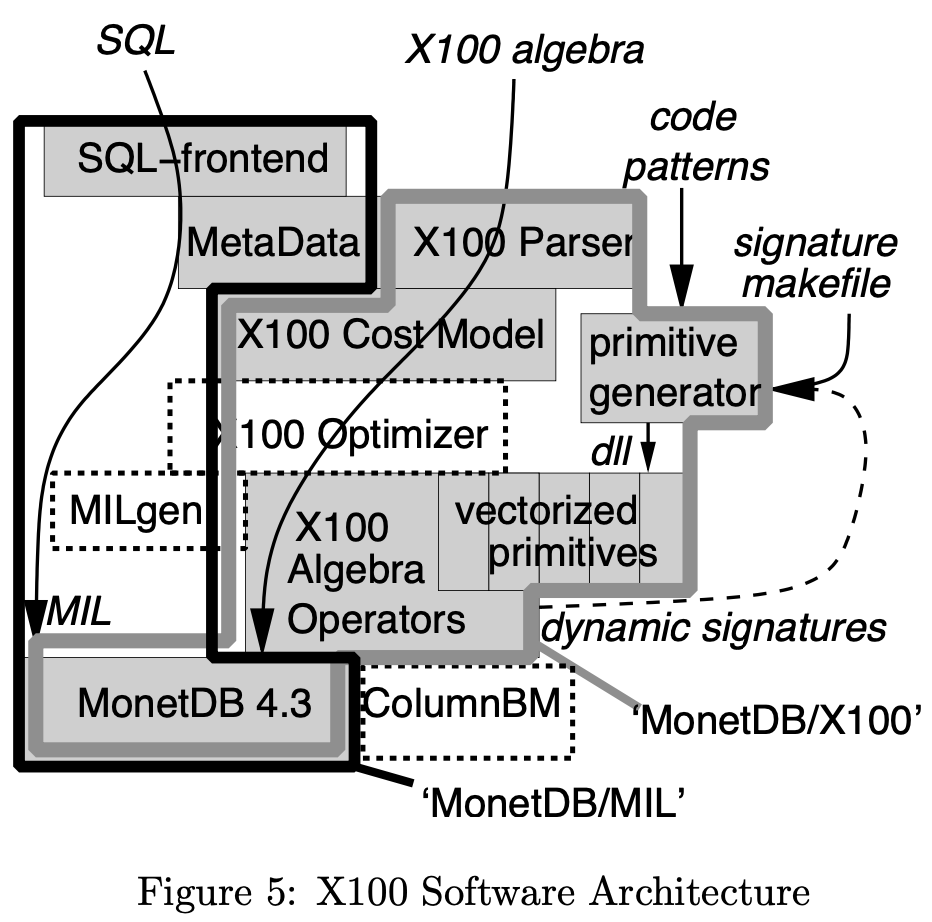 SQL
X100 algebra
code
patterns
SQL–frontend
MetaData
X100 Parser
signature
makefile
X100 Cost Model
primitive
generator
X100 Optimizer
dll
MILgen
X100
Algebra
Operators
vectorized
primitives
MIL
dynamic signatures
MonetDB 4.3
ColumnBM
‘MonetDB/X100’
‘MonetDB/MIL’
Figure 5: X100 Software Architecture